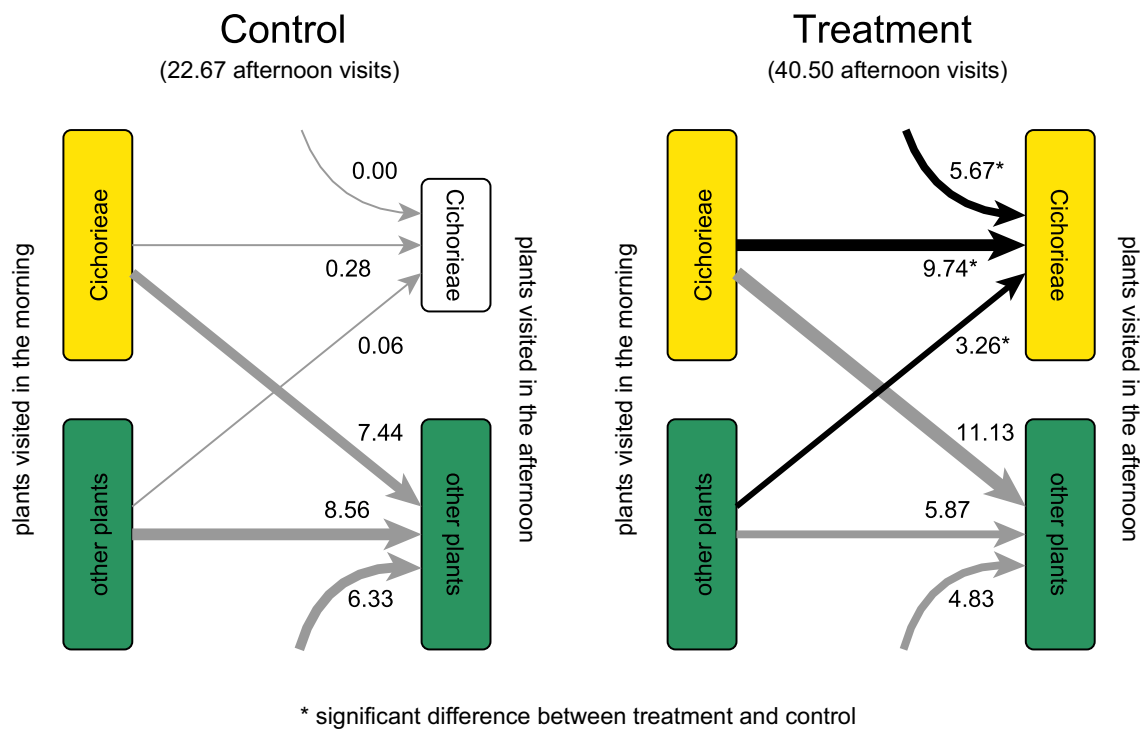 Control
(22.67 afternoon visits)
plants visited in the morning
Cichorieae
other plants
0.00
0.28
0.06
7.44
8.56
6.33
Cichorieae
other plants
plants visited in the afternoon
Treatment
(40.50 afternoon visits)
plants visited in the morning
Cichorieae
other plants
5.67*
9.74*
3.26*
11.13
5.87
4.83
Cichorieae
other plants
plants visited in the afternoon
* significant difference between treatment and control